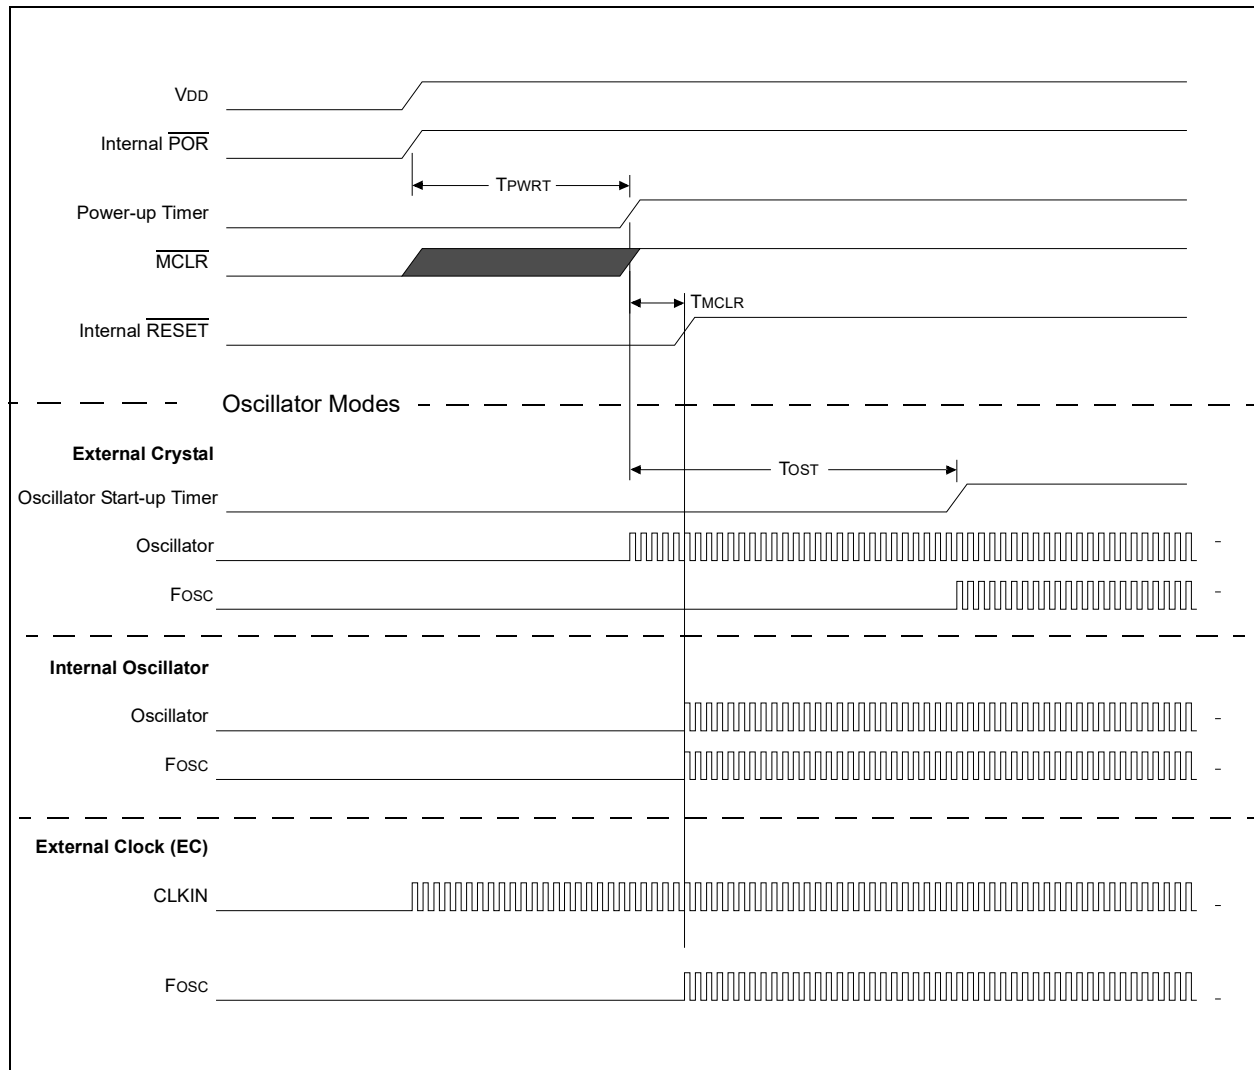 VDD
Internal POR
TPWRT
Power-up Timer
MCLR
TMCLR
Internal RESET
Oscillator Modes
External Crystal
TOST
Oscillator Start-up Timer
Oscillator
FOSC
Internal Oscillator
Oscillator
FOSC
External Clock (EC)
CLKIN
FOSC